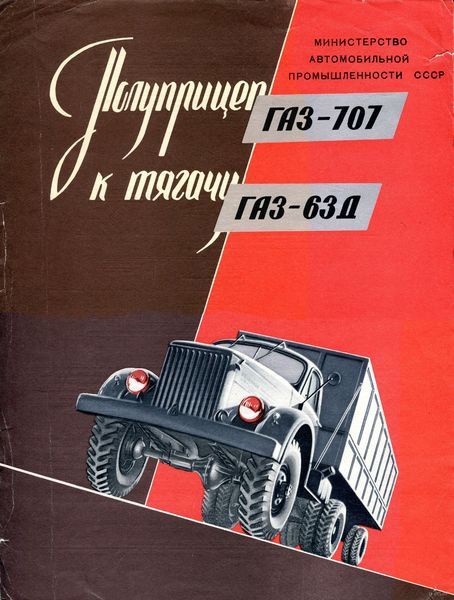 МИНИСТЕРСТВО
АВТОМОБИЛЬНОЙ
ПРОМЫШЛЕННОСТИ СССР
Полуприцеп
ГАЗ-707
к тягачу
ГАЗ-63Д